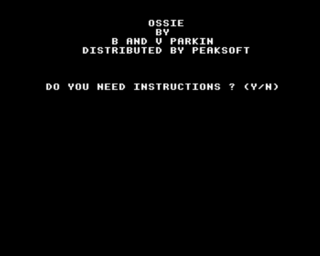 OSSIE
BY
B AND V PARKIN
DISTRIBUTED BY PEAKSOFT
DO YOU NEED INSTRUCTIONS ? (Y/N)